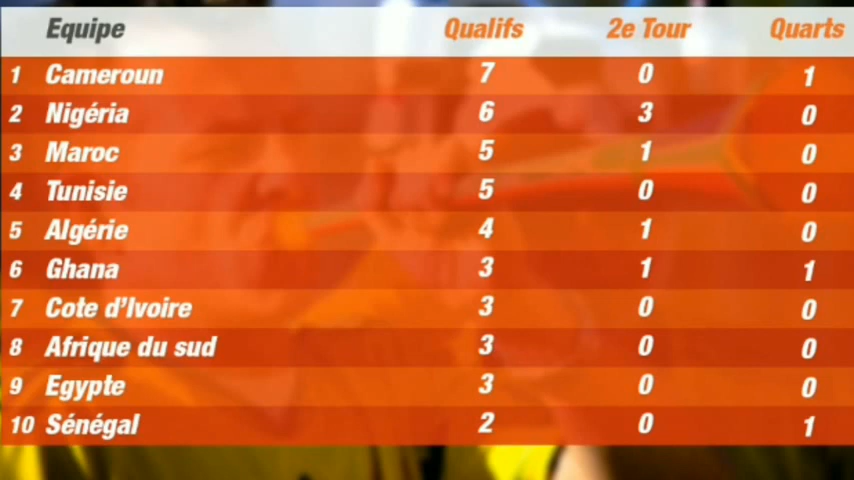 Equipe Qualifs 2e Tour Quarts
1 Cameroun 7 0 1
2 Nigéria 6 3 0
3 Maroc 5 1 0
4 Tunisie 5 0 0
5 Algérie 4 1 0
6 Ghana 3 1 1
7 Cote d'Ivoire 3 0 0
8 Afrique du sud 3 0 0
9 Egypte 3 0 0
10 Sénégal 2 0 1